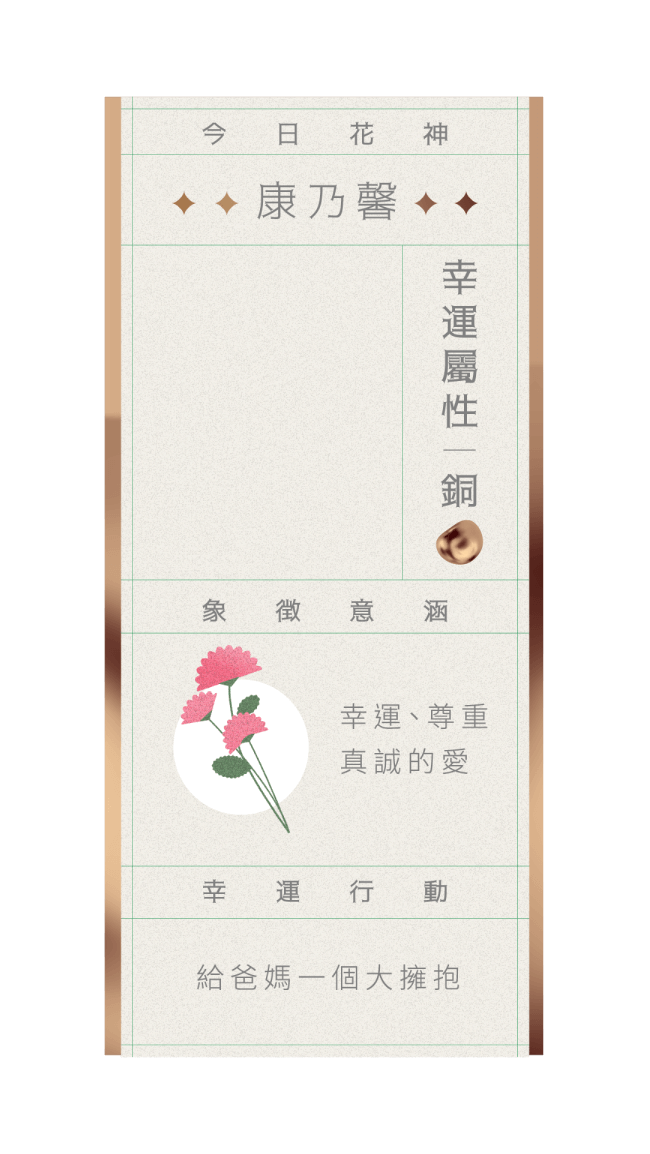 今日花神
康乃馨
幸運屬性｜銅
象徵意涵
幸運、尊重
真誠的愛
幸運行動
給爸媽一個大擁抱